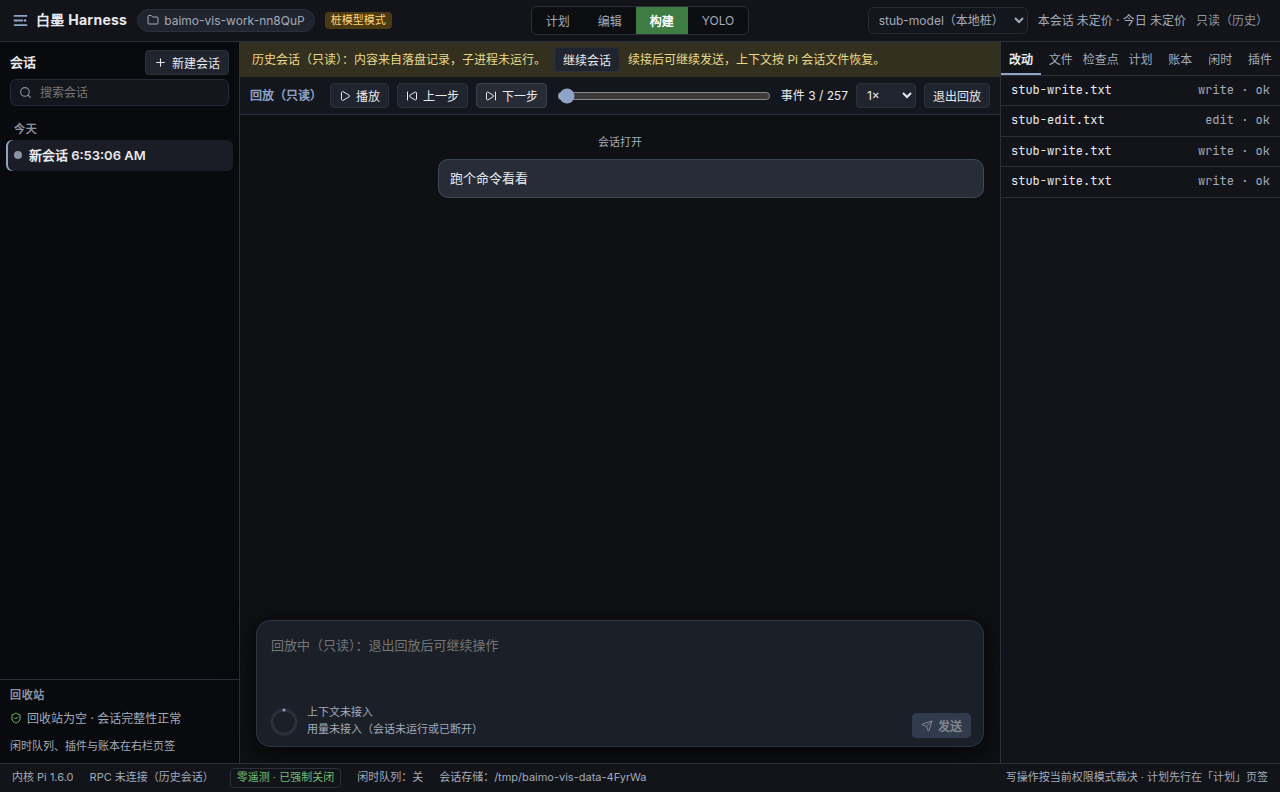 白墨 Harness
baimo-vis-work-nn8QuP
桩模型模式
计划 编辑 构建 YOLO
stub-model（本地桩）
本会话 未定价 · 今日 未定价 只读（历史）
会话
新建会话
搜索会话
今天
新会话 6:53:06 AM
回收站
回收站为空 · 会话完整性正常
闲时队列、插件与账本在右栏页签
历史会话（只读）：内容来自落盘记录，子进程未运行。 继续会话 续接后可继续发送，上下文按 Pi 会话文件恢复。
回放（只读） 播放 上一步 下一步 事件 3 / 257 1× 退出回放
会话打开
跑个命令看看
回放中（只读）：退出回放后可继续操作
上下文未接入
用量未接入（会话未运行或已断开）
发送
改动 文件 检查点 计划 账本 闲时 插件
stub-write.txt write · ok
stub-edit.txt edit · ok
stub-write.txt write · ok
stub-write.txt write · ok
内核 Pi 1.6.0 RPC 未连接（历史会话） 零遥测 · 已强制关闭 闲时队列：关 会话存储：/tmp/baimo-vis-data-4FyrWa 写操作按当前权限模式裁决 · 计划先行在「计划」页签